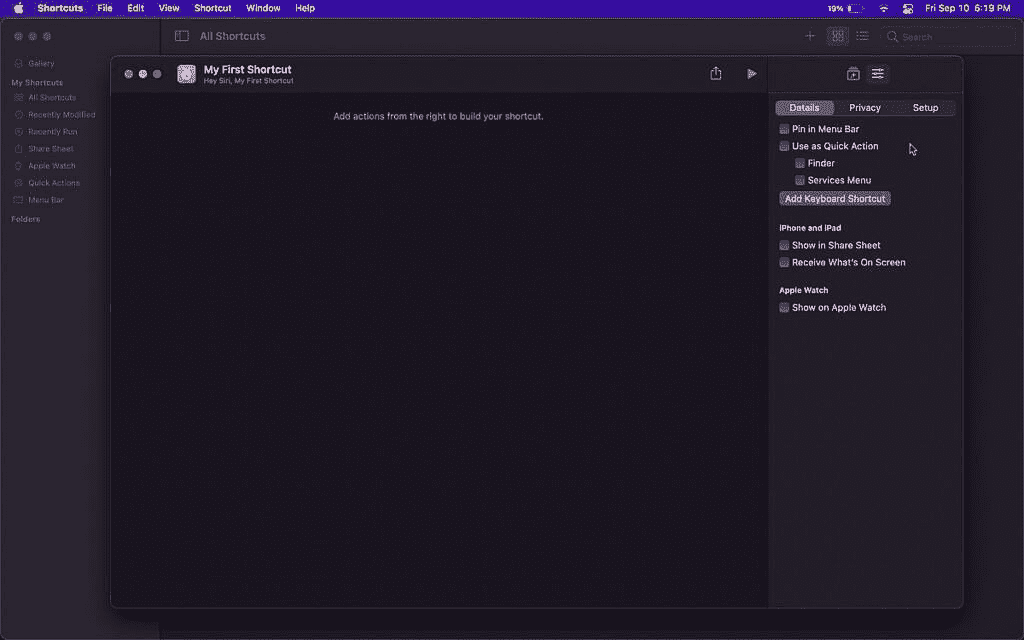 Shortcuts File Edit View Shortcut Window Help 19% Fri Sep 10 6:19 PM
All Shortcuts Search
Gallery
My Shortcuts
All Shortcuts
Recently Modified
Recently Run
Share Sheet
Apple Watch
Quick Actions
Menu Bar
Folders
My First Shortcut
Hey Siri, My First Shortcut
Add actions from the right to build your shortcut.
Details Privacy Setup
Pin in Menu Bar
Use as Quick Action
Finder
Services Menu
Add Keyboard Shortcut
iPhone and iPad
Show in Share Sheet
Receive What's On Screen
Apple Watch
Show on Apple Watch